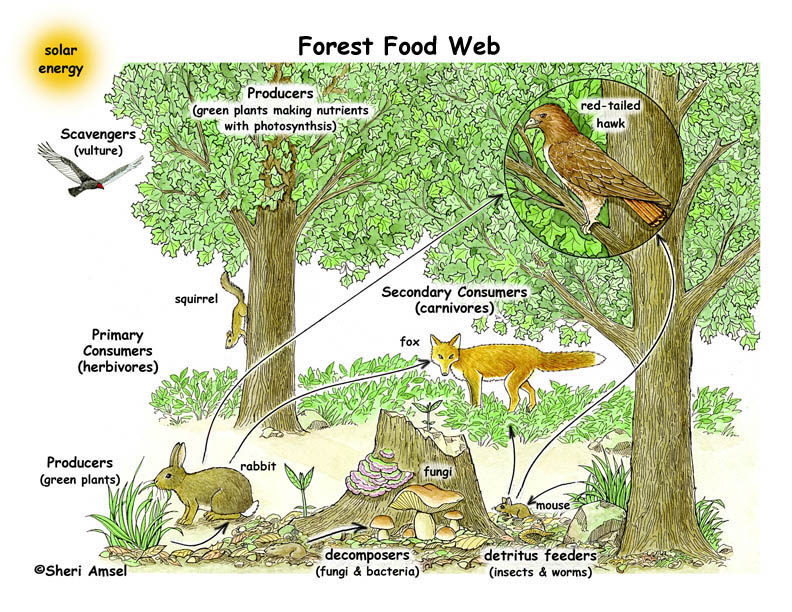 Forest Food Web
solar
energy
Producers
(green plants making nutrients
with photosynthsis)
red-tailed
hawk
Scavengers
(vulture)
squirrel
Secondary Consumers
(carnivores)
Primary
Consumers
(herbivores)
fox
Producers
(green plants)
rabbit
fungi
mouse
decomposers
(fungi & bacteria)
detritus feeders
(insects & worms)
©Sheri Amsel